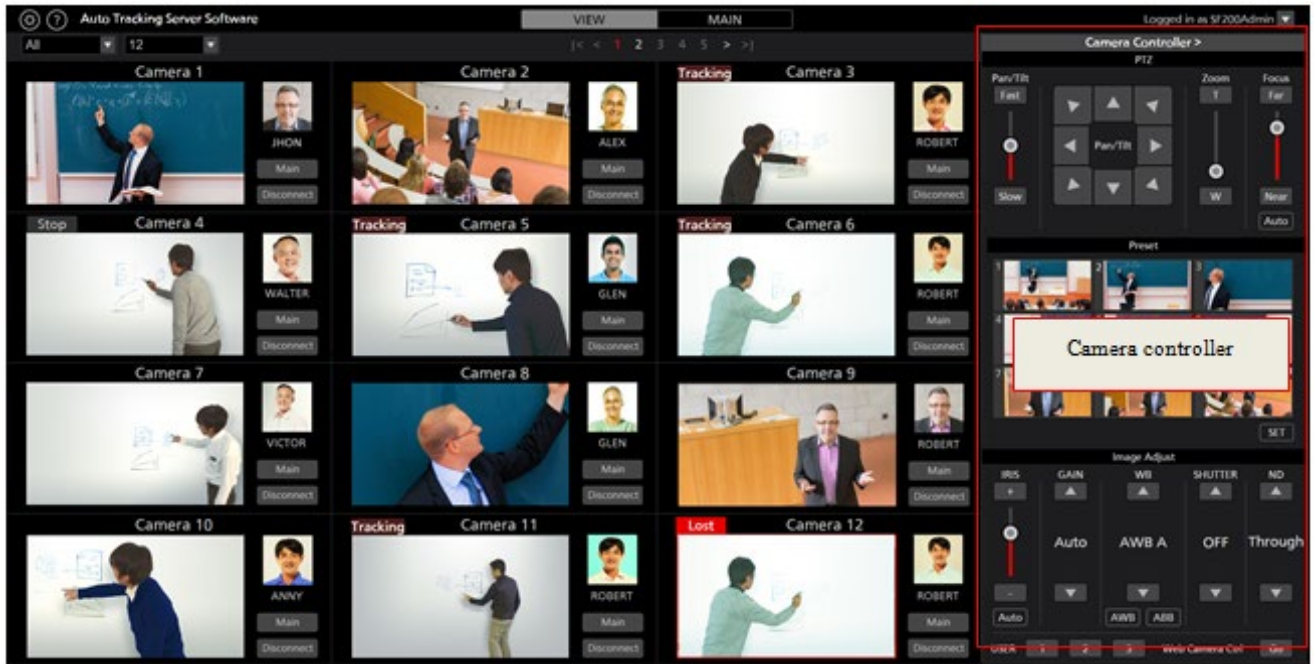 Auto Tracking Server Software
VIEW
MAIN
Logged in as SF200Admin
All
12
|< < 1 2 3 4 5 > >|
Camera 1
JHON
Main
Disconnect
Camera 2
ALEX
Main
Disconnect
Tracking
Camera 3
ROBERT
Main
Disconnect
Stop
Camera 4
WALTER
Main
Disconnect
Tracking
Camera 5
GLEN
Main
Disconnect
Tracking
Camera 6
ROBERT
Main
Disconnect
Camera 7
VICTOR
Main
Disconnect
Camera 8
GLEN
Main
Disconnect
Camera 9
ROBERT
Main
Disconnect
Camera 10
ANNY
Main
Disconnect
Tracking
Camera 11
ROBERT
Main
Disconnect
Lost
Camera 12
ROBERT
Main
Disconnect
Camera Controller >
PTZ
Pan/Tilt
Zoom
Focus
Fast
T
Far
Pan/Tilt
Slow
W
Near
Auto
Preset
1 2 3
4
Camera controller
7
SET
Image Adjust
IRIS GAIN WB SHUTTER ND
+
Auto AWB A OFF Through
-
Auto AWB ABB
USER 1 2 3 Web Camera Ctrl Go